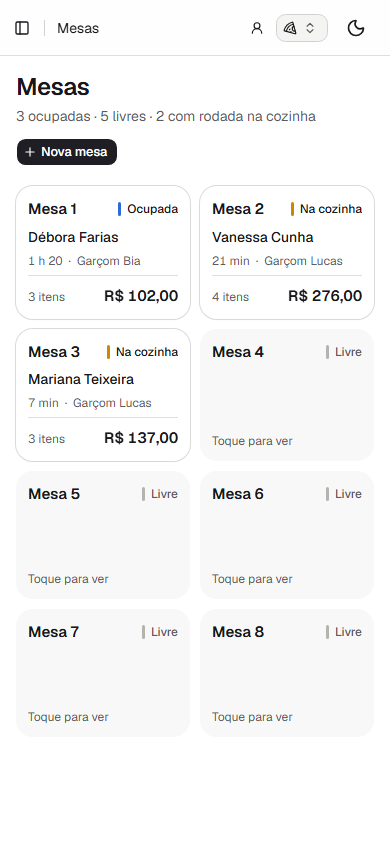 Mesas
Mesas
3 ocupadas · 5 livres · 2 com rodada na cozinha
+ Nova mesa
Mesa 1
Ocupada
Débora Farias
1 h 20 · Garçom Bia
3 itens
R$ 102,00
Mesa 2
Na cozinha
Vanessa Cunha
21 min · Garçom Lucas
4 itens
R$ 276,00
Mesa 3
Na cozinha
Mariana Teixeira
7 min · Garçom Lucas
3 itens
R$ 137,00
Mesa 4
Livre
Toque para ver
Mesa 5
Livre
Toque para ver
Mesa 6
Livre
Toque para ver
Mesa 7
Livre
Toque para ver
Mesa 8
Livre
Toque para ver